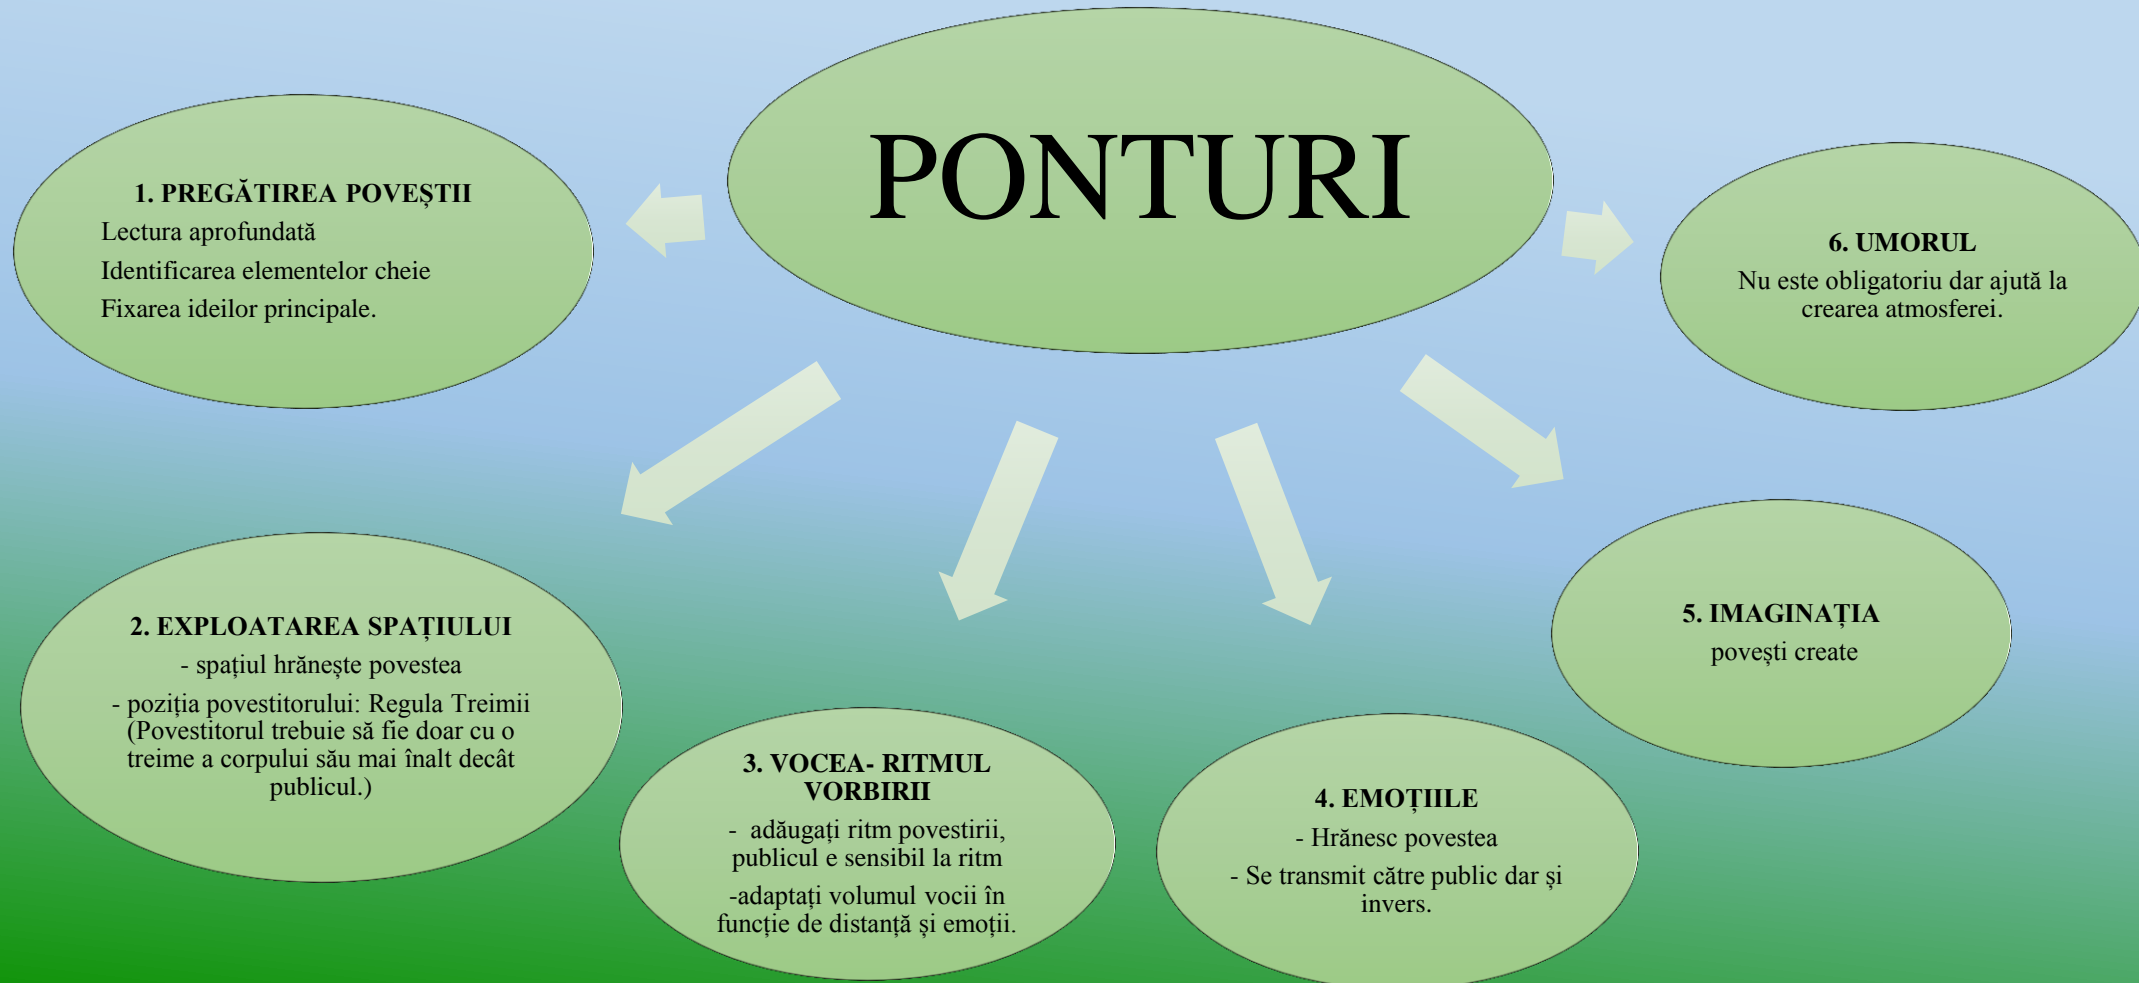 PONTURI
1. PREGĂTIREA POVEȘTII
Lectura aprofundată
Identificarea elementelor cheie
Fixarea ideilor principale.
2. EXPLOATAREA SPAȚIULUI
- spațiul hrănește povestea
- poziția povestitorului: Regula Treimii
(Povestitorul trebuie să fie doar cu o
treime a corpului său mai înalt decât
publicul.)
3. VOCEA- RITMUL
VORBIRII
- adăugați ritm povestirii,
publicul e sensibil la ritm
-adaptați volumul vocii în
funcție de distanță și emoții.
4. EMOȚIILE
- Hrănesc povestea
- Se transmit către public dar și
invers.
5. IMAGINAȚIA
povești create
6. UMORUL
Nu este obligatoriu dar ajută la
crearea atmosferei.